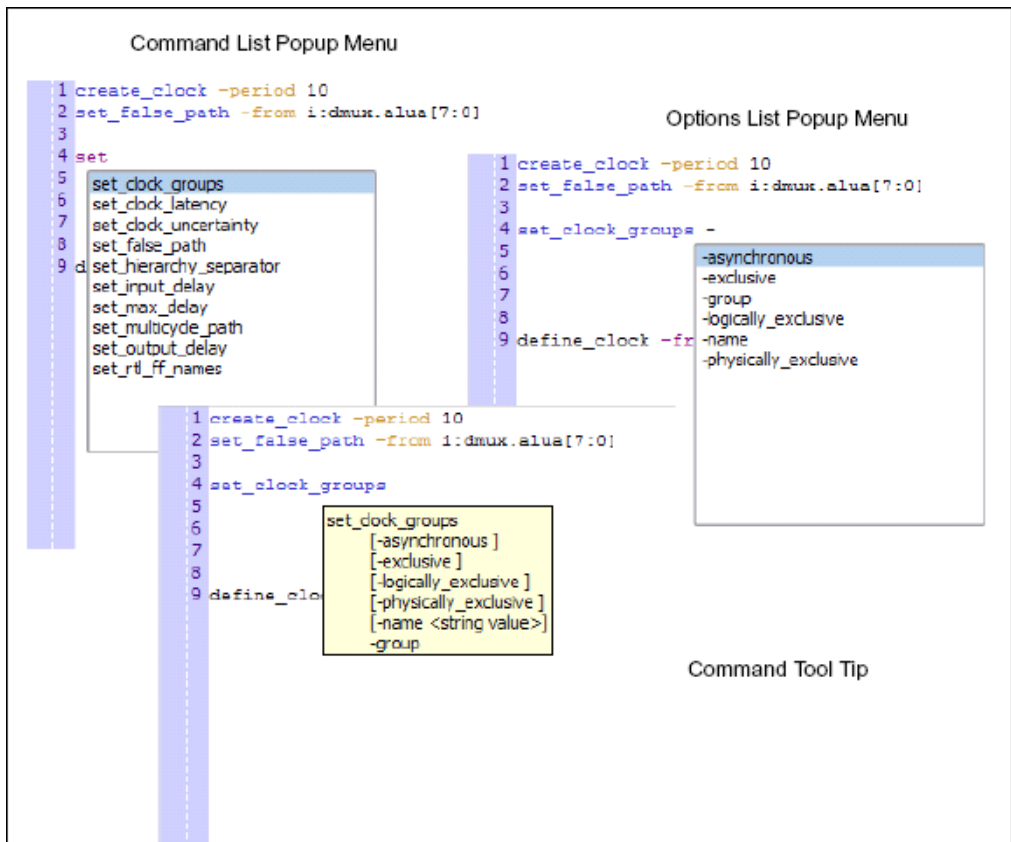 Command List Popup Menu
1 create_clock -period 10
2 set_false_path -from i:dmux.alua[7:0]
3
4 set
5
6
7
8
9 d
set_clock_groups
set_clock_latency
set_clock_uncertainty
set_false_path
set_hierarchy_separator
set_input_delay
set_max_delay
set_multicycle_path
set_output_delay
set_rtl_ff_names
Options List Popup Menu
1 create_clock -period 10
2 set_false_path -from i:dmux.alua[7:0]
3
4 set_clock_groups -
5
6
7
8
9 define_clock -fr
-asynchronous
-exclusive
-group
-logically_exclusive
-name
-physically_exclusive
1 create_clock -period 10
2 set_false_path -from i:dmux.alua[7:0]
3
4 set_clock_groups
5
6
7
8
9 define_clo
set_clock_groups
[-asynchronous ]
[-exclusive ]
[-logically_exclusive ]
[-physically_exclusive ]
[-name <string value>]
-group
Command Tool Tip